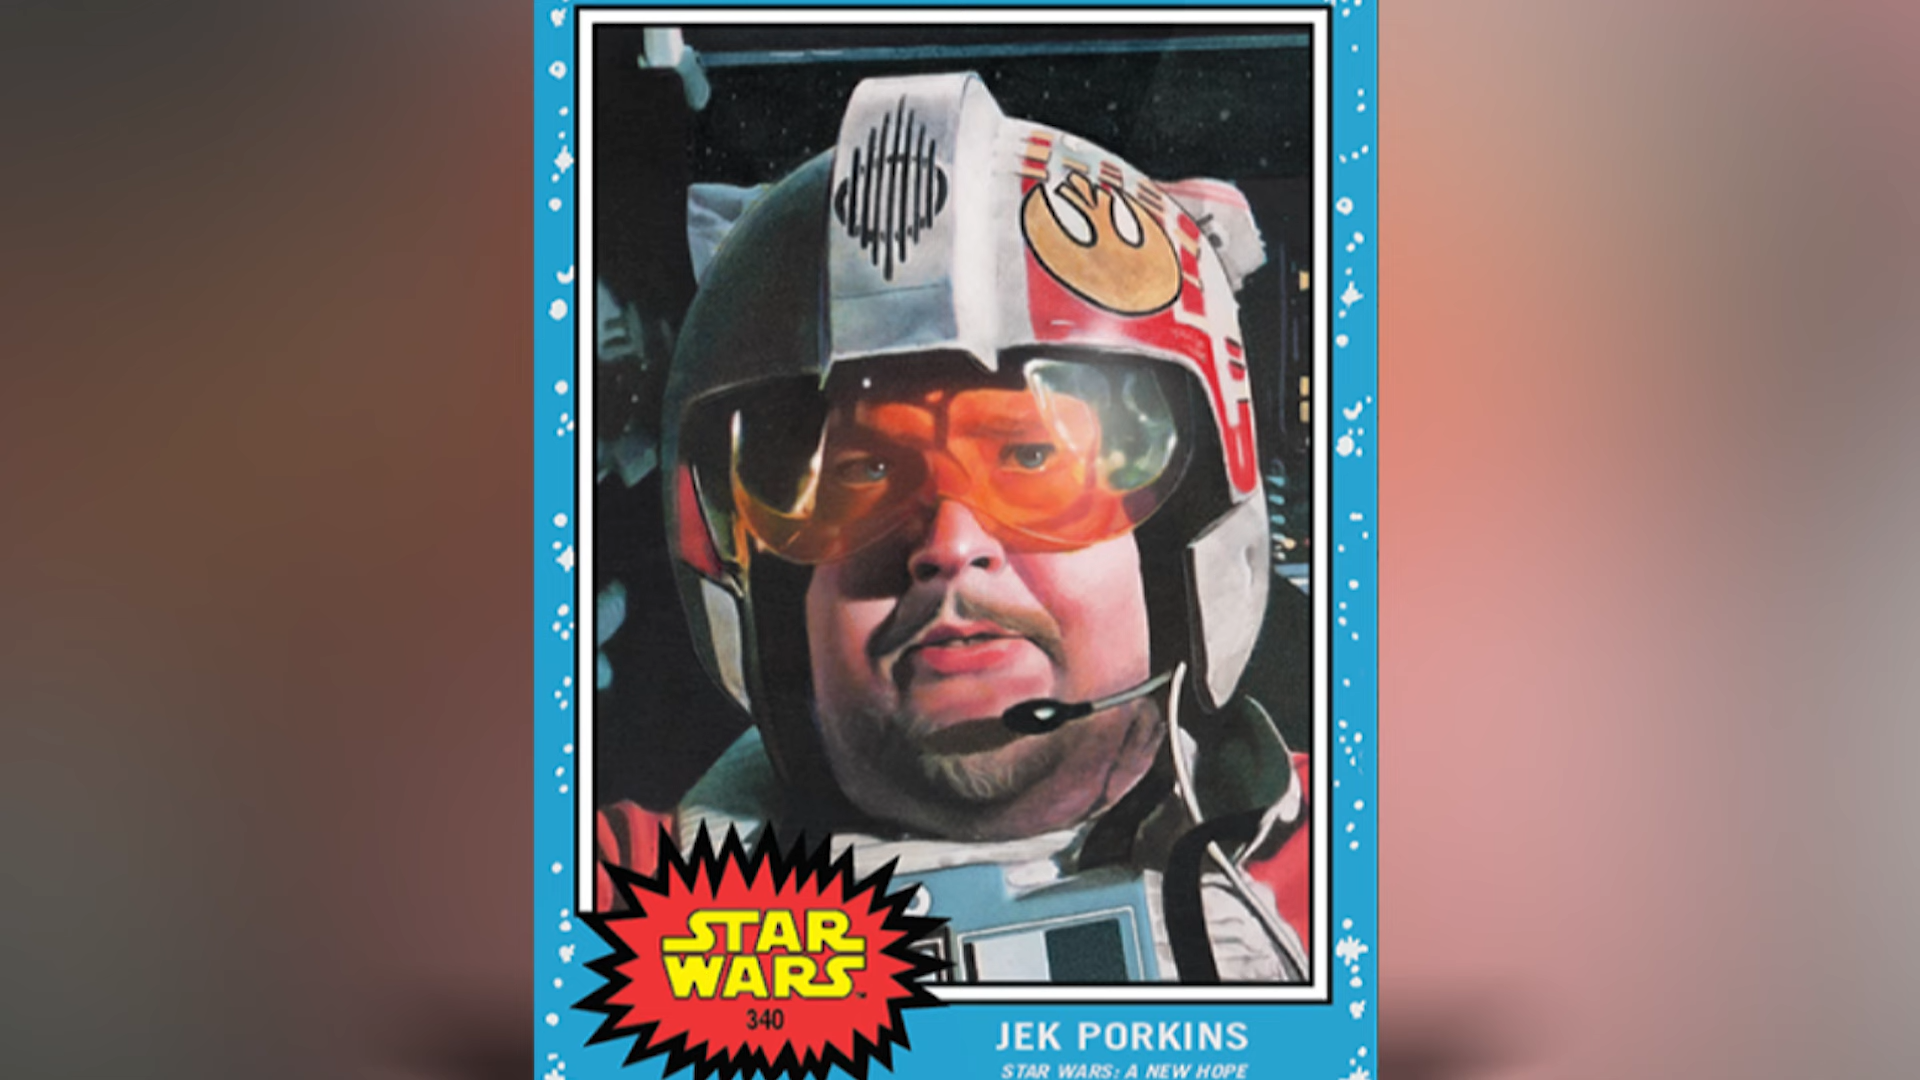 STAR
WARS
340
JEK PORKINS
STAR WARS: A NEW HOPE